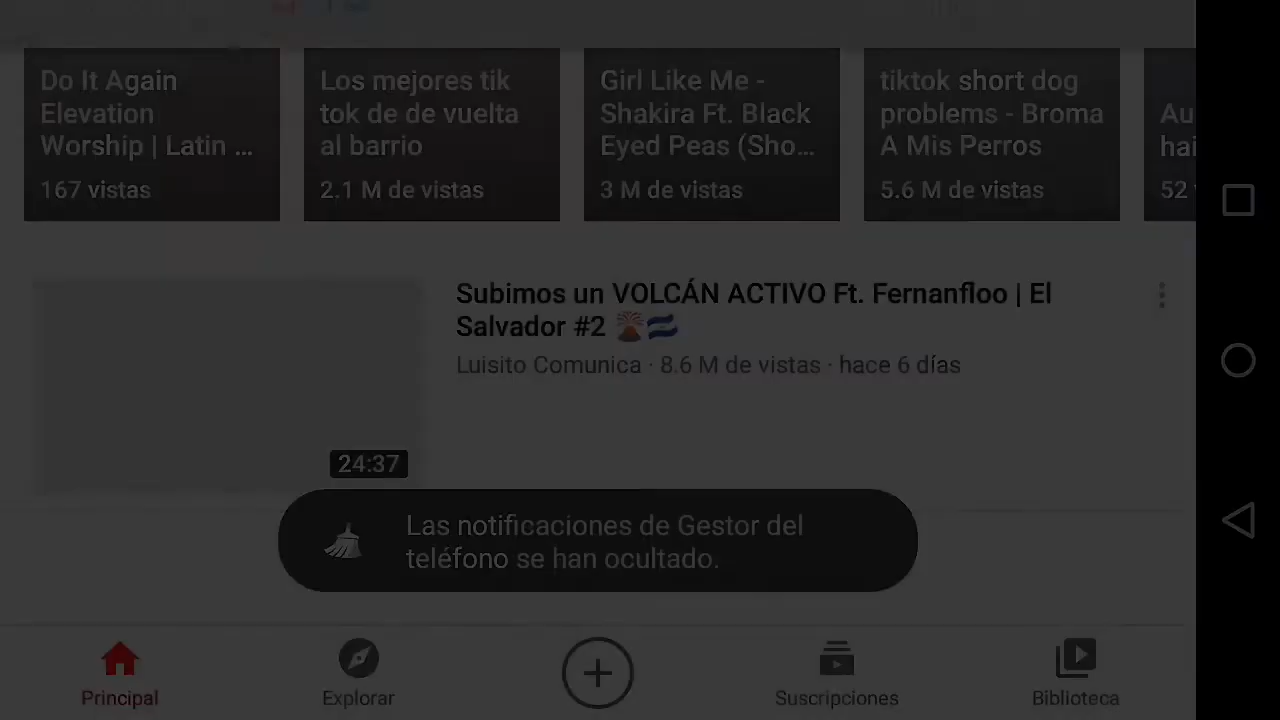 Do It Again
Elevation
Worship | Latin ...
167 vistas
Los mejores tik
tok de de vuelta
al barrio
2.1 M de vistas
Girl Like Me -
Shakira Ft. Black
Eyed Peas (Sho...
3 M de vistas
tiktok short dog
problems - Broma
A Mis Perros
5.6 M de vistas
Au
hai
52
Subimos un VOLCÁN ACTIVO Ft. Fernanfloo | El
Salvador #2 🌋🇸🇻
Luisito Comunica · 8.6 M de vistas · hace 6 días
24:37
Las notificaciones de Gestor del
teléfono se han ocultado.
Principal
Explorar
Suscripciones
Biblioteca